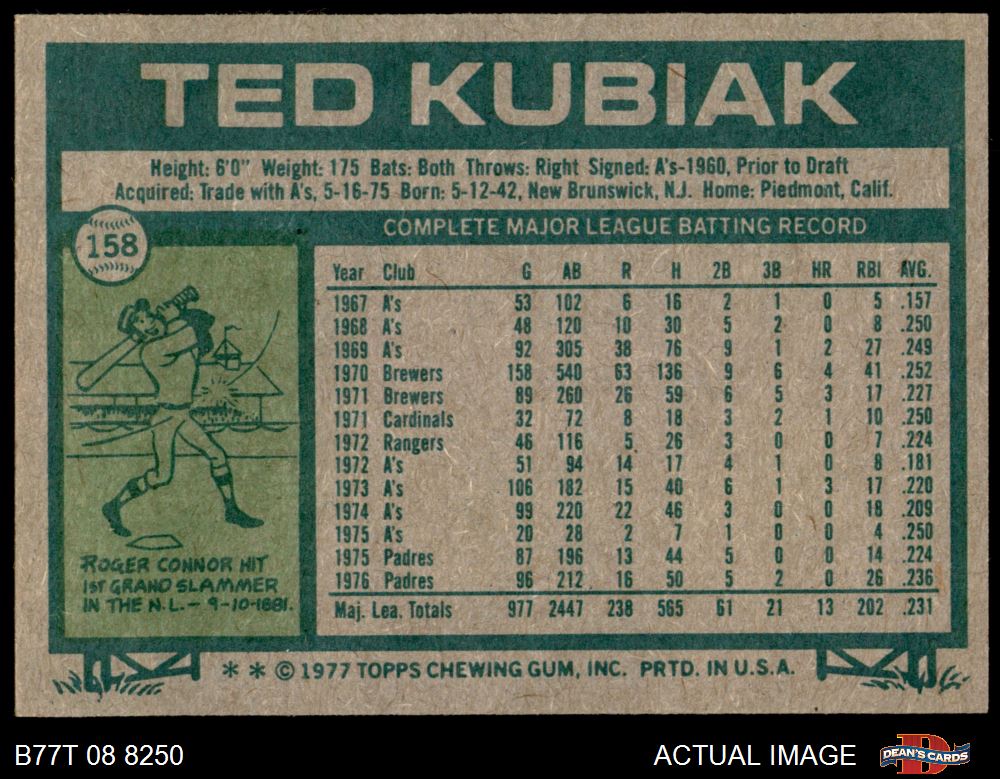 TED KUBIAK
Height: 6'0" Weight: 175 Bats: Both Throws: Right Signed: A's-1960, Prior to Draft
Acquired: Trade with A's, 5-16-75 Born: 5-12-42, New Brunswick, N.J. Home: Piedmont, Calif.
158
COMPLETE MAJOR LEAGUE BATTING RECORD
Year Club G AB R H 2B 3B HR RBI AVG.
1967 A's 53 102 6 16 2 1 0 5 .157
1968 A's 48 120 10 30 5 2 0 8 .250
1969 A's 92 305 38 76 9 1 2 27 .249
1970 Brewers 158 540 63 136 9 6 4 41 .252
1971 Brewers 89 260 26 59 6 5 3 17 .227
1971 Cardinals 32 72 8 18 3 2 1 10 .250
1972 Rangers 46 116 5 26 3 0 0 7 .224
1972 A's 51 94 14 17 4 1 0 8 .181
1973 A's 106 182 15 40 6 1 3 17 .220
1974 A's 99 220 22 46 3 0 0 18 .209
1975 A's 20 28 2 7 1 0 0 4 .250
1975 Padres 87 196 13 44 5 0 0 14 .224
1976 Padres 96 212 16 50 5 2 0 26 .236
Maj. Lea. Totals 977 2447 238 565 61 21 13 202 .231
ROGER CONNOR HIT
1ST GRAND SLAMMER
IN THE N.L. – 9-10-1881.
* * © 1977 TOPPS CHEWING GUM, INC. PRTD. IN U.S.A.
B77T 08 8250
ACTUAL IMAGE
DEAN'S CARDS